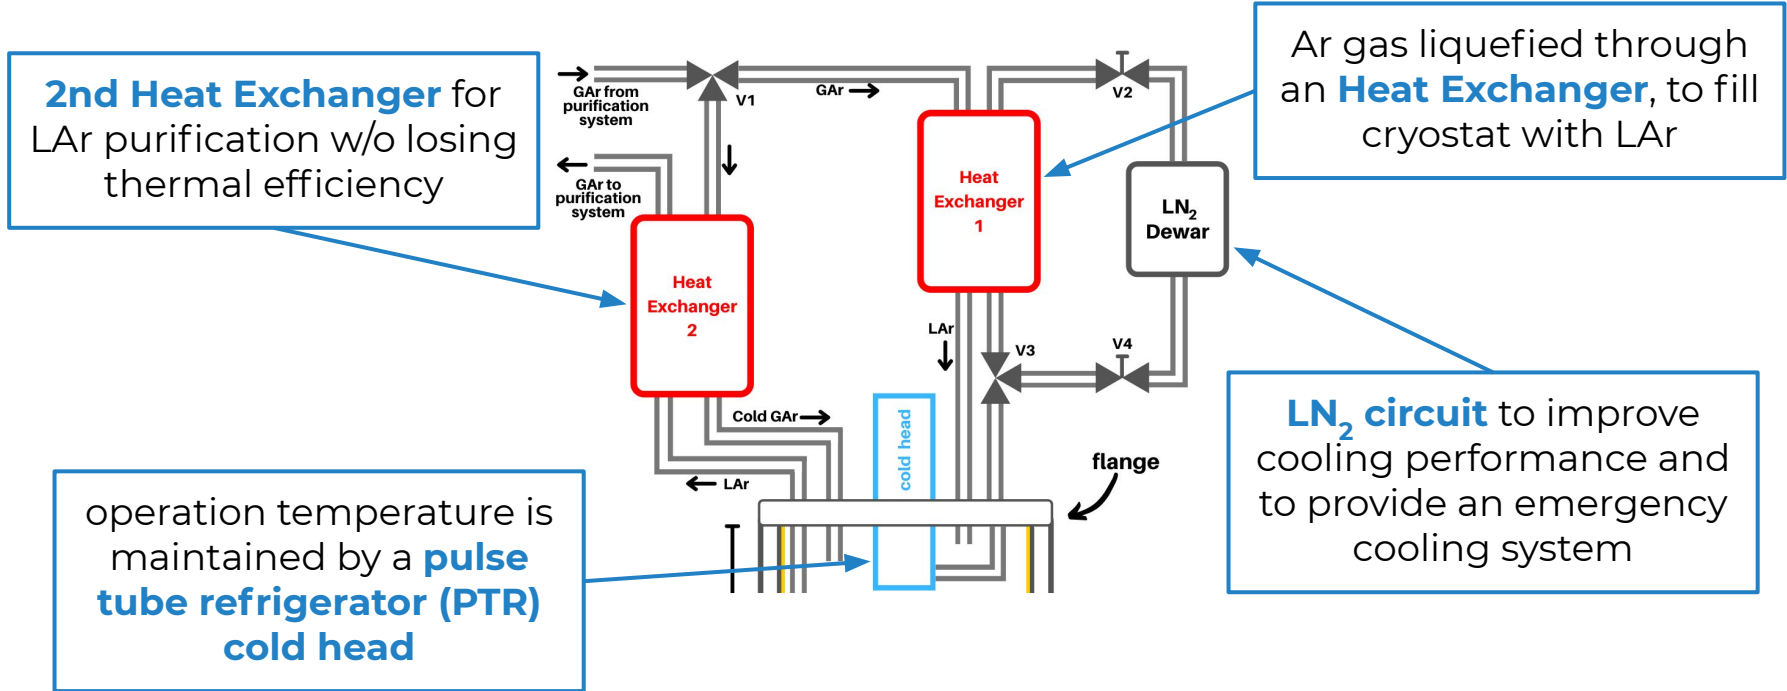 2nd Heat Exchanger for
LAr purification w/o losing
thermal efficiency
GAr from
purification
system
V1
GAr
V2
Ar gas liquefied through
an Heat Exchanger, to fill
cryostat with LAr
GAr to
purification
system
Heat
Exchanger
1
LN2
Dewar
Heat
Exchanger
2
LAr
V3
V4
Cold GAr
LAr
cold head
flange
LN2 circuit to improve
cooling performance and
to provide an emergency
cooling system
operation temperature is
maintained by a pulse
tube refrigerator (PTR)
cold head